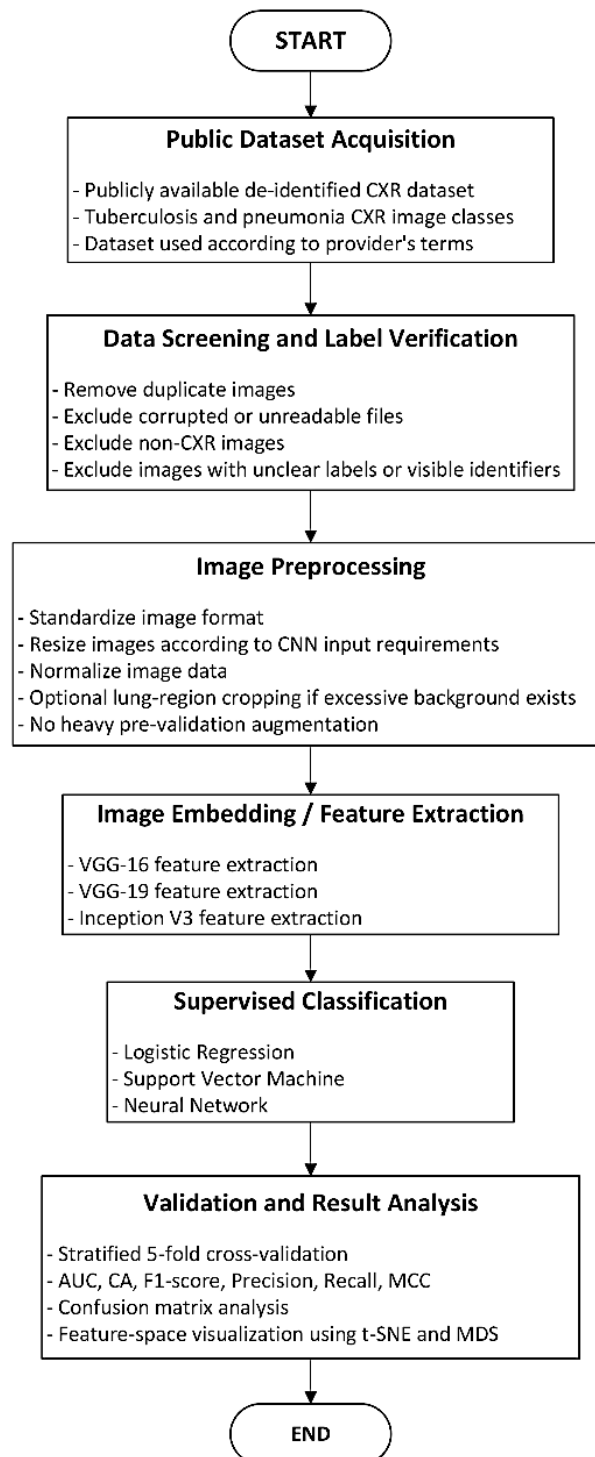 START
Public Dataset Acquisition
- Publicly available de-identified CXR dataset
- Tuberculosis and pneumonia CXR image classes
- Dataset used according to provider's terms
Data Screening and Label Verification
- Remove duplicate images
- Exclude corrupted or unreadable files
- Exclude non-CXR images
- Exclude images with unclear labels or visible identifiers
Image Preprocessing
- Standardize image format
- Resize images according to CNN input requirements
- Normalize image data
- Optional lung-region cropping if excessive background exists
- No heavy pre-validation augmentation
Image Embedding / Feature Extraction
- VGG-16 feature extraction
- VGG-19 feature extraction
- Inception V3 feature extraction
Supervised Classification
- Logistic Regression
- Support Vector Machine
- Neural Network
Validation and Result Analysis
- Stratified 5-fold cross-validation
- AUC, CA, F1-score, Precision, Recall, MCC
- Confusion matrix analysis
- Feature-space visualization using t-SNE and MDS
END